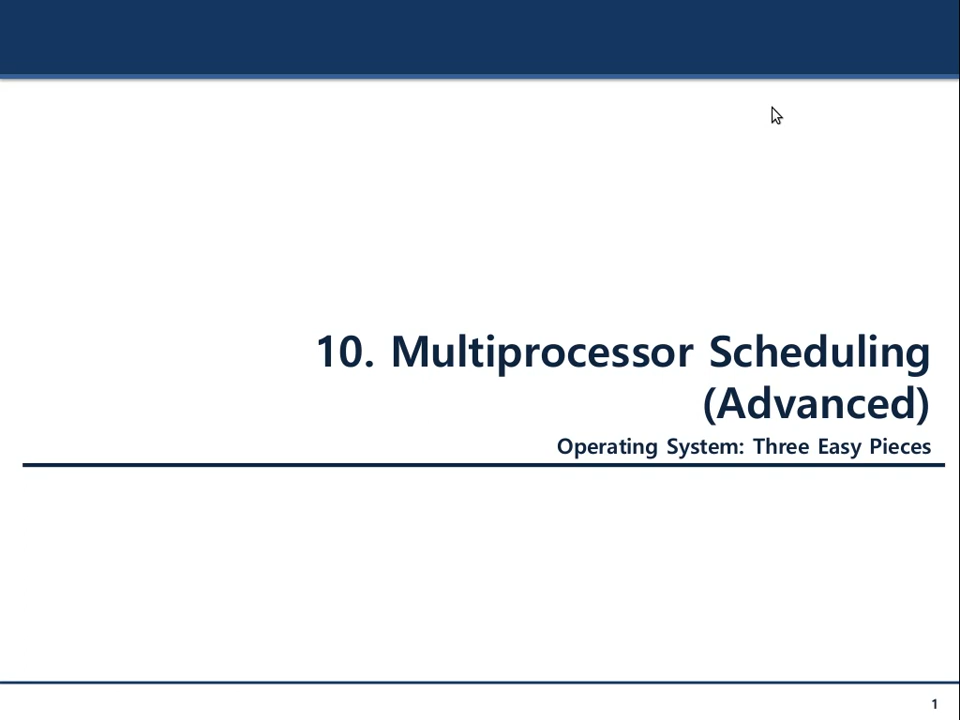 10. Multiprocessor Scheduling
(Advanced)
Operating System: Three Easy Pieces
1